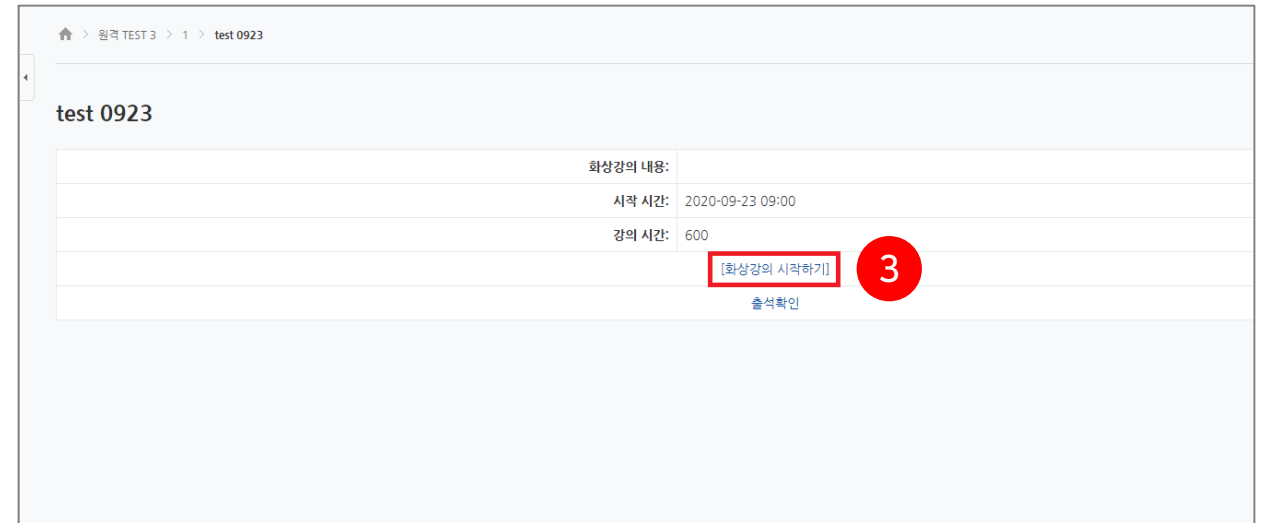 원격 TEST 3 > 1 > test 0923
test 0923
화상강의 내용:
시작 시간: 2020-09-23 09:00
강의 시간: 600
[화상강의 시작하기] 3
출석확인